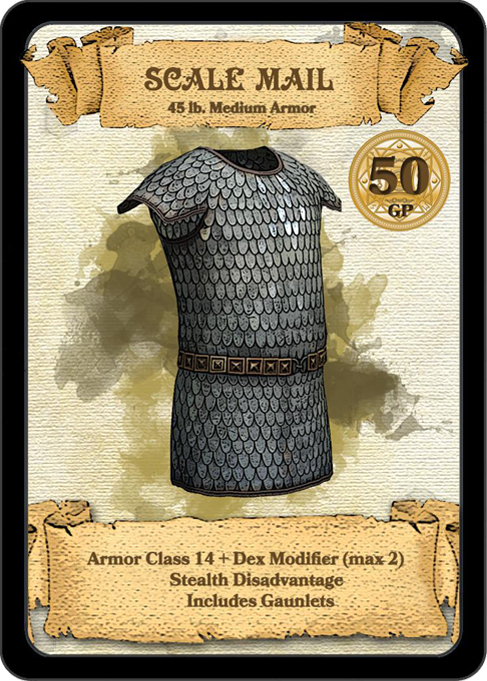 SCALE MAIL
45 lb. Medium Armor
50
GP
Armor Class 14 + Dex Modifier (max 2)
Stealth Disadvantage
Includes Gaunlets